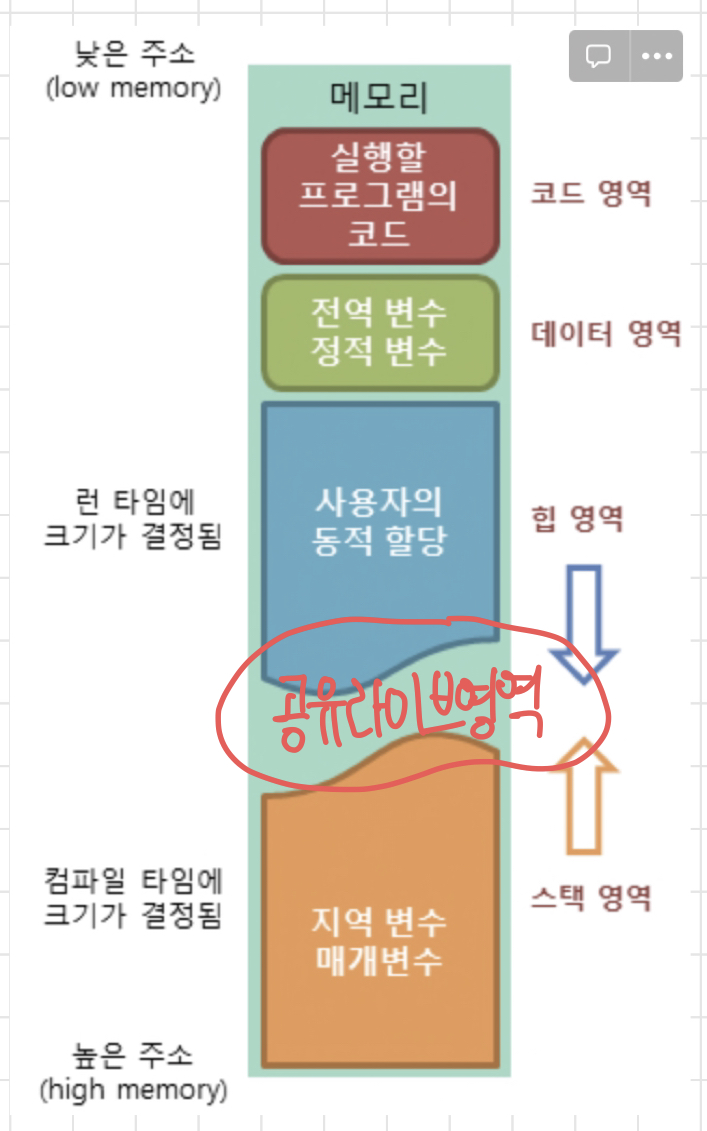 낮은 주소
(low memory)
메모리
실행할
프로그램의
코드
코드 영역
전역 변수
정적 변수
데이터 영역
런 타임에
크기가 결정됨
사용자의
동적 할당
힙 영역
공유라이브영역
컴파일 타임에
크기가 결정됨
지역 변수
매개변수
스택 영역
높은 주소
(high memory)